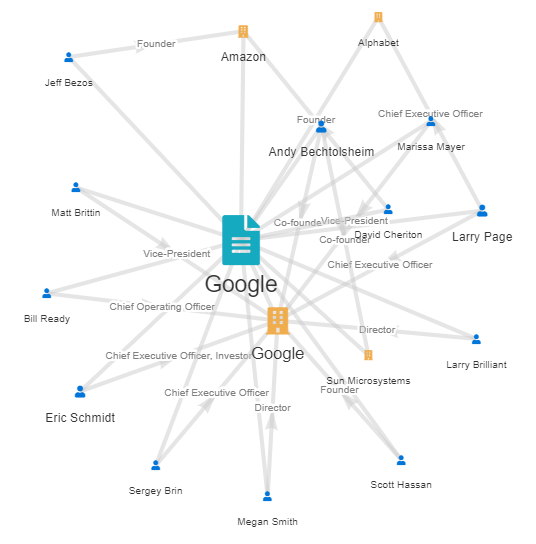 Alphabet
Founder
Amazon
Jeff Bezos
Chief Executive Officer
Founder
Marissa Mayer
Andy Bechtolsheim
Matt Brittin
Co-founde
Vice-President
David Cheriton
Larry Page
Co-founder
Vice-President
Chief Executive Officer
Google
Bill Ready
Chief Operating Officer
Director
Chief Executive Officer, Investor
Google
Larry Brilliant
Sun Microsystems
Founder
Chief Executive Officer
Director
Eric Schmidt
Scott Hassan
Sergey Brin
Megan Smith